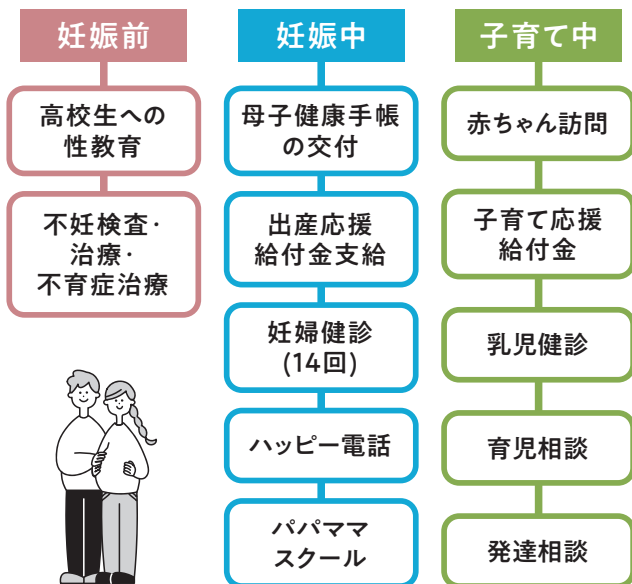 妊娠前
高校生への
性教育
不妊検査・
治療・
不育症治療
妊娠中
母子健康手帳
の交付
出産応援
給付金支給
妊婦健診
(14回)
ハッピー電話
パパママ
スクール
子育て中
赤ちゃん訪問
子育て応援
給付金
乳児健診
育児相談
発達相談